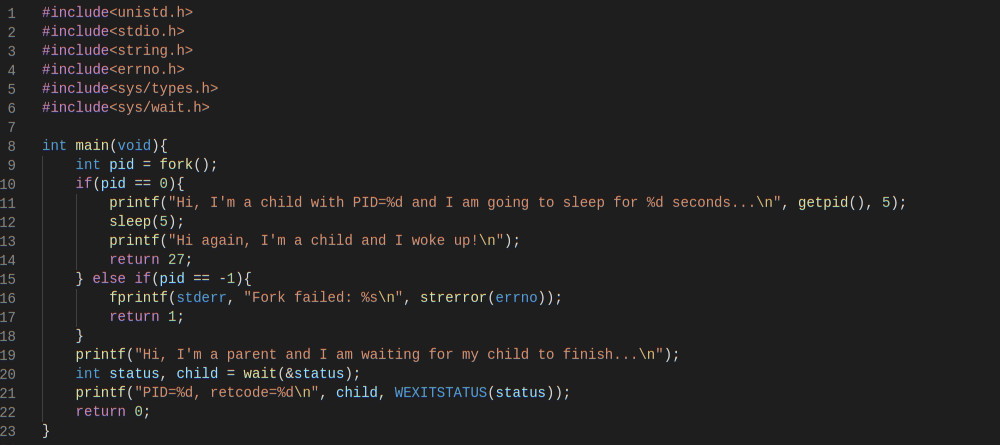 1 #include<unistd.h>
2 #include<stdio.h>
3 #include<string.h>
4 #include<errno.h>
5 #include<sys/types.h>
6 #include<sys/wait.h>
7
8 int main(void){
9     int pid = fork();
10     if(pid == 0){
11         printf("Hi, I'm a child with PID=%d and I am going to sleep for %d seconds...\n", getpid(), 5);
12         sleep(5);
13         printf("Hi again, I'm a child and I woke up!\n");
14         return 27;
15     } else if(pid == -1){
16         fprintf(stderr, "Fork failed: %s\n", strerror(errno));
17         return 1;
18     }
19     printf("Hi, I'm a parent and I am waiting for my child to finish...\n");
20     int status, child = wait(&status);
21     printf("PID=%d, retcode=%d\n", child, WEXITSTATUS(status));
22     return 0;
23 }